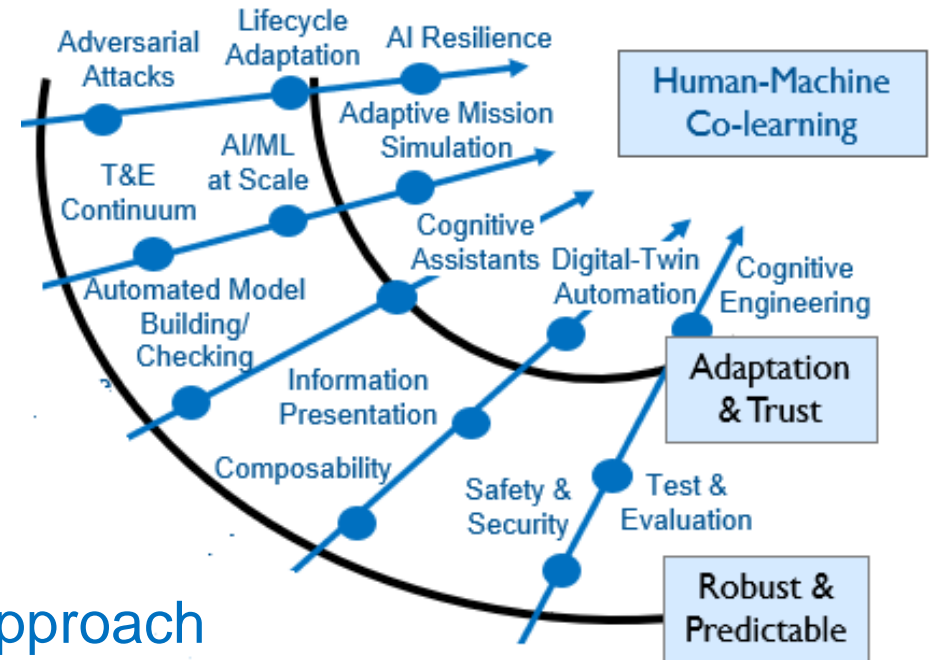 Lifecycle
Adaptation
Adversarial
Attacks
AI Resilience
Human-Machine
Co-learning
Adaptive Mission
Simulation
AI/ML
at Scale
T&E
Continuum
Cognitive
Assistants
Digital-Twin
Automation
Cognitive
Engineering
Automated Model
Building/
Checking
Adaptation
& Trust
Information
Presentation
Composability
Safety &
Security
Test &
Evaluation
Robust &
Predictable
pproach